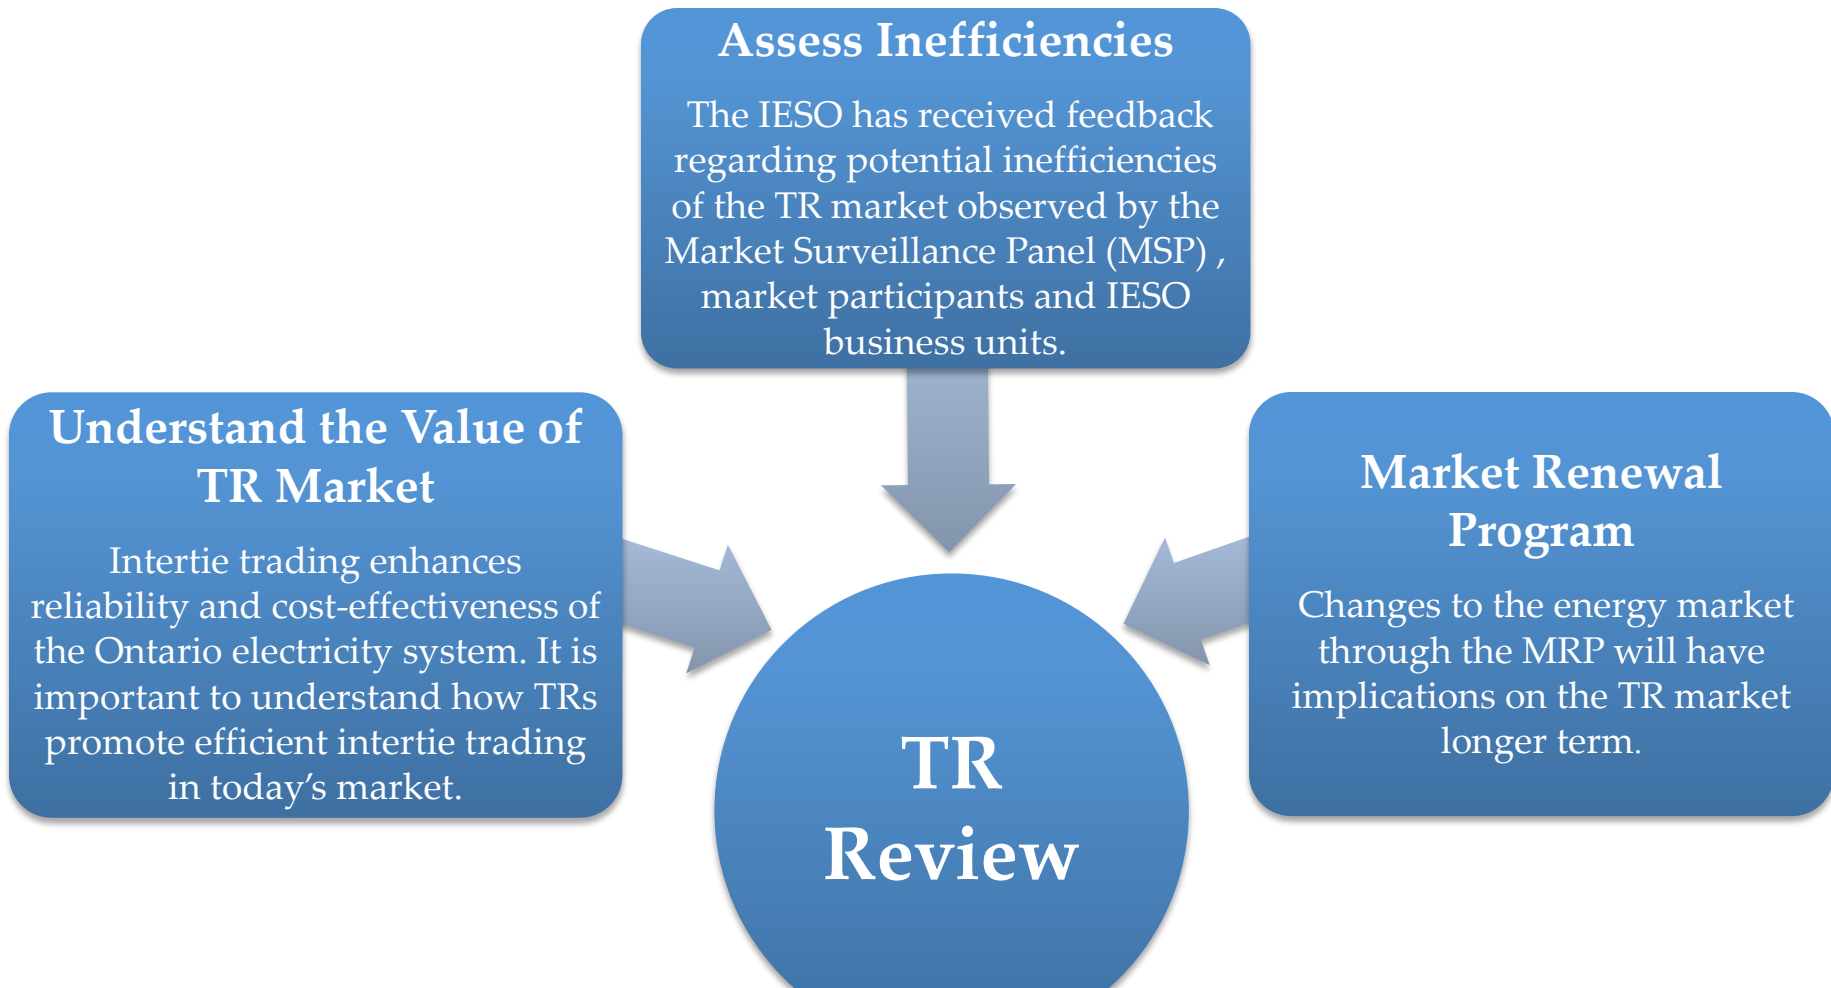 Assess Inefficiencies
The IESO has received feedback
regarding potential inefficiencies
of the TR market observed by the
Market Surveillance Panel (MSP) ,
market participants and IESO
business units.
Understand the Value of
TR Market
Intertie trading enhances
reliability and cost-effectiveness of
the Ontario electricity system. It is
important to understand how TRs
promote efficient intertie trading
in today’s market.
Market Renewal
Program
Changes to the energy market
through the MRP will have
implications on the TR market
longer term.
TR
Review